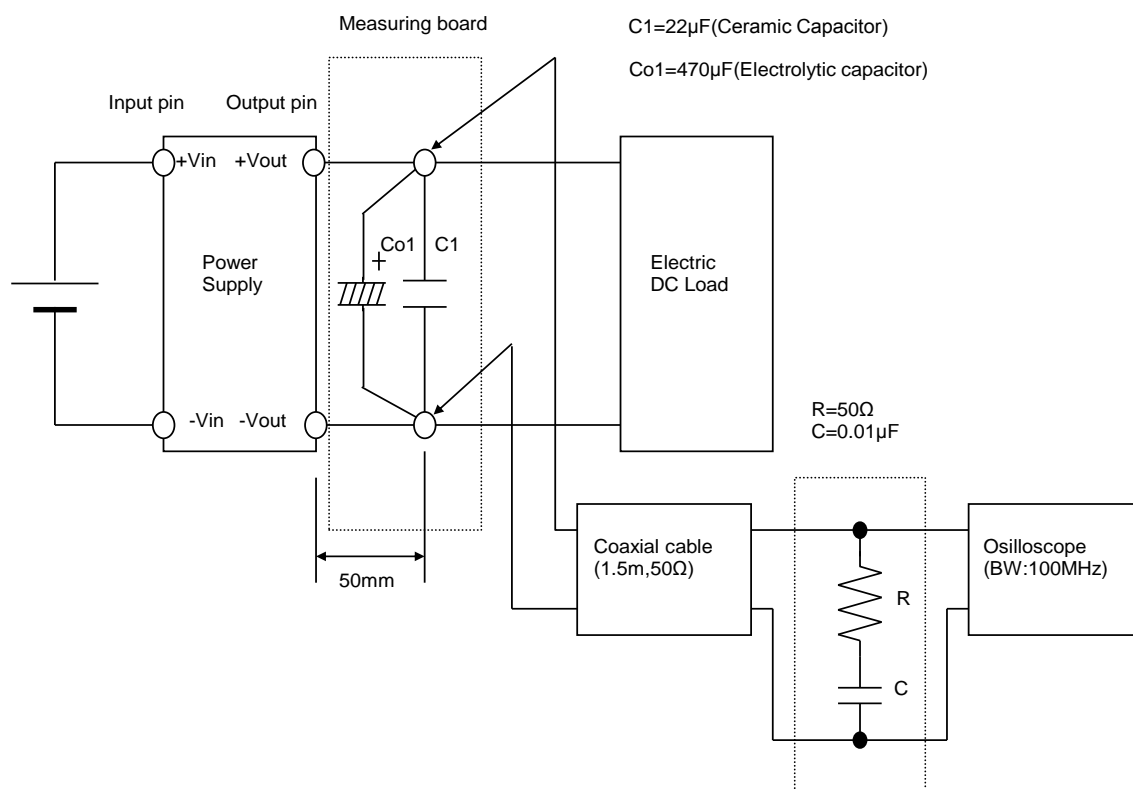 Measuring board
C1=22µF(Ceramic Capacitor)
Co1=470µF(Electrolytic capacitor)
Input pin
Output pin
+Vin
+Vout
Co1
C1
+
Power
Supply
Electric
DC Load
-Vin
-Vout
R=50Ω
C=0.01µF
50mm
Coaxial cable
(1.5m,50Ω)
R
C
Osilloscope
(BW:100MHz)